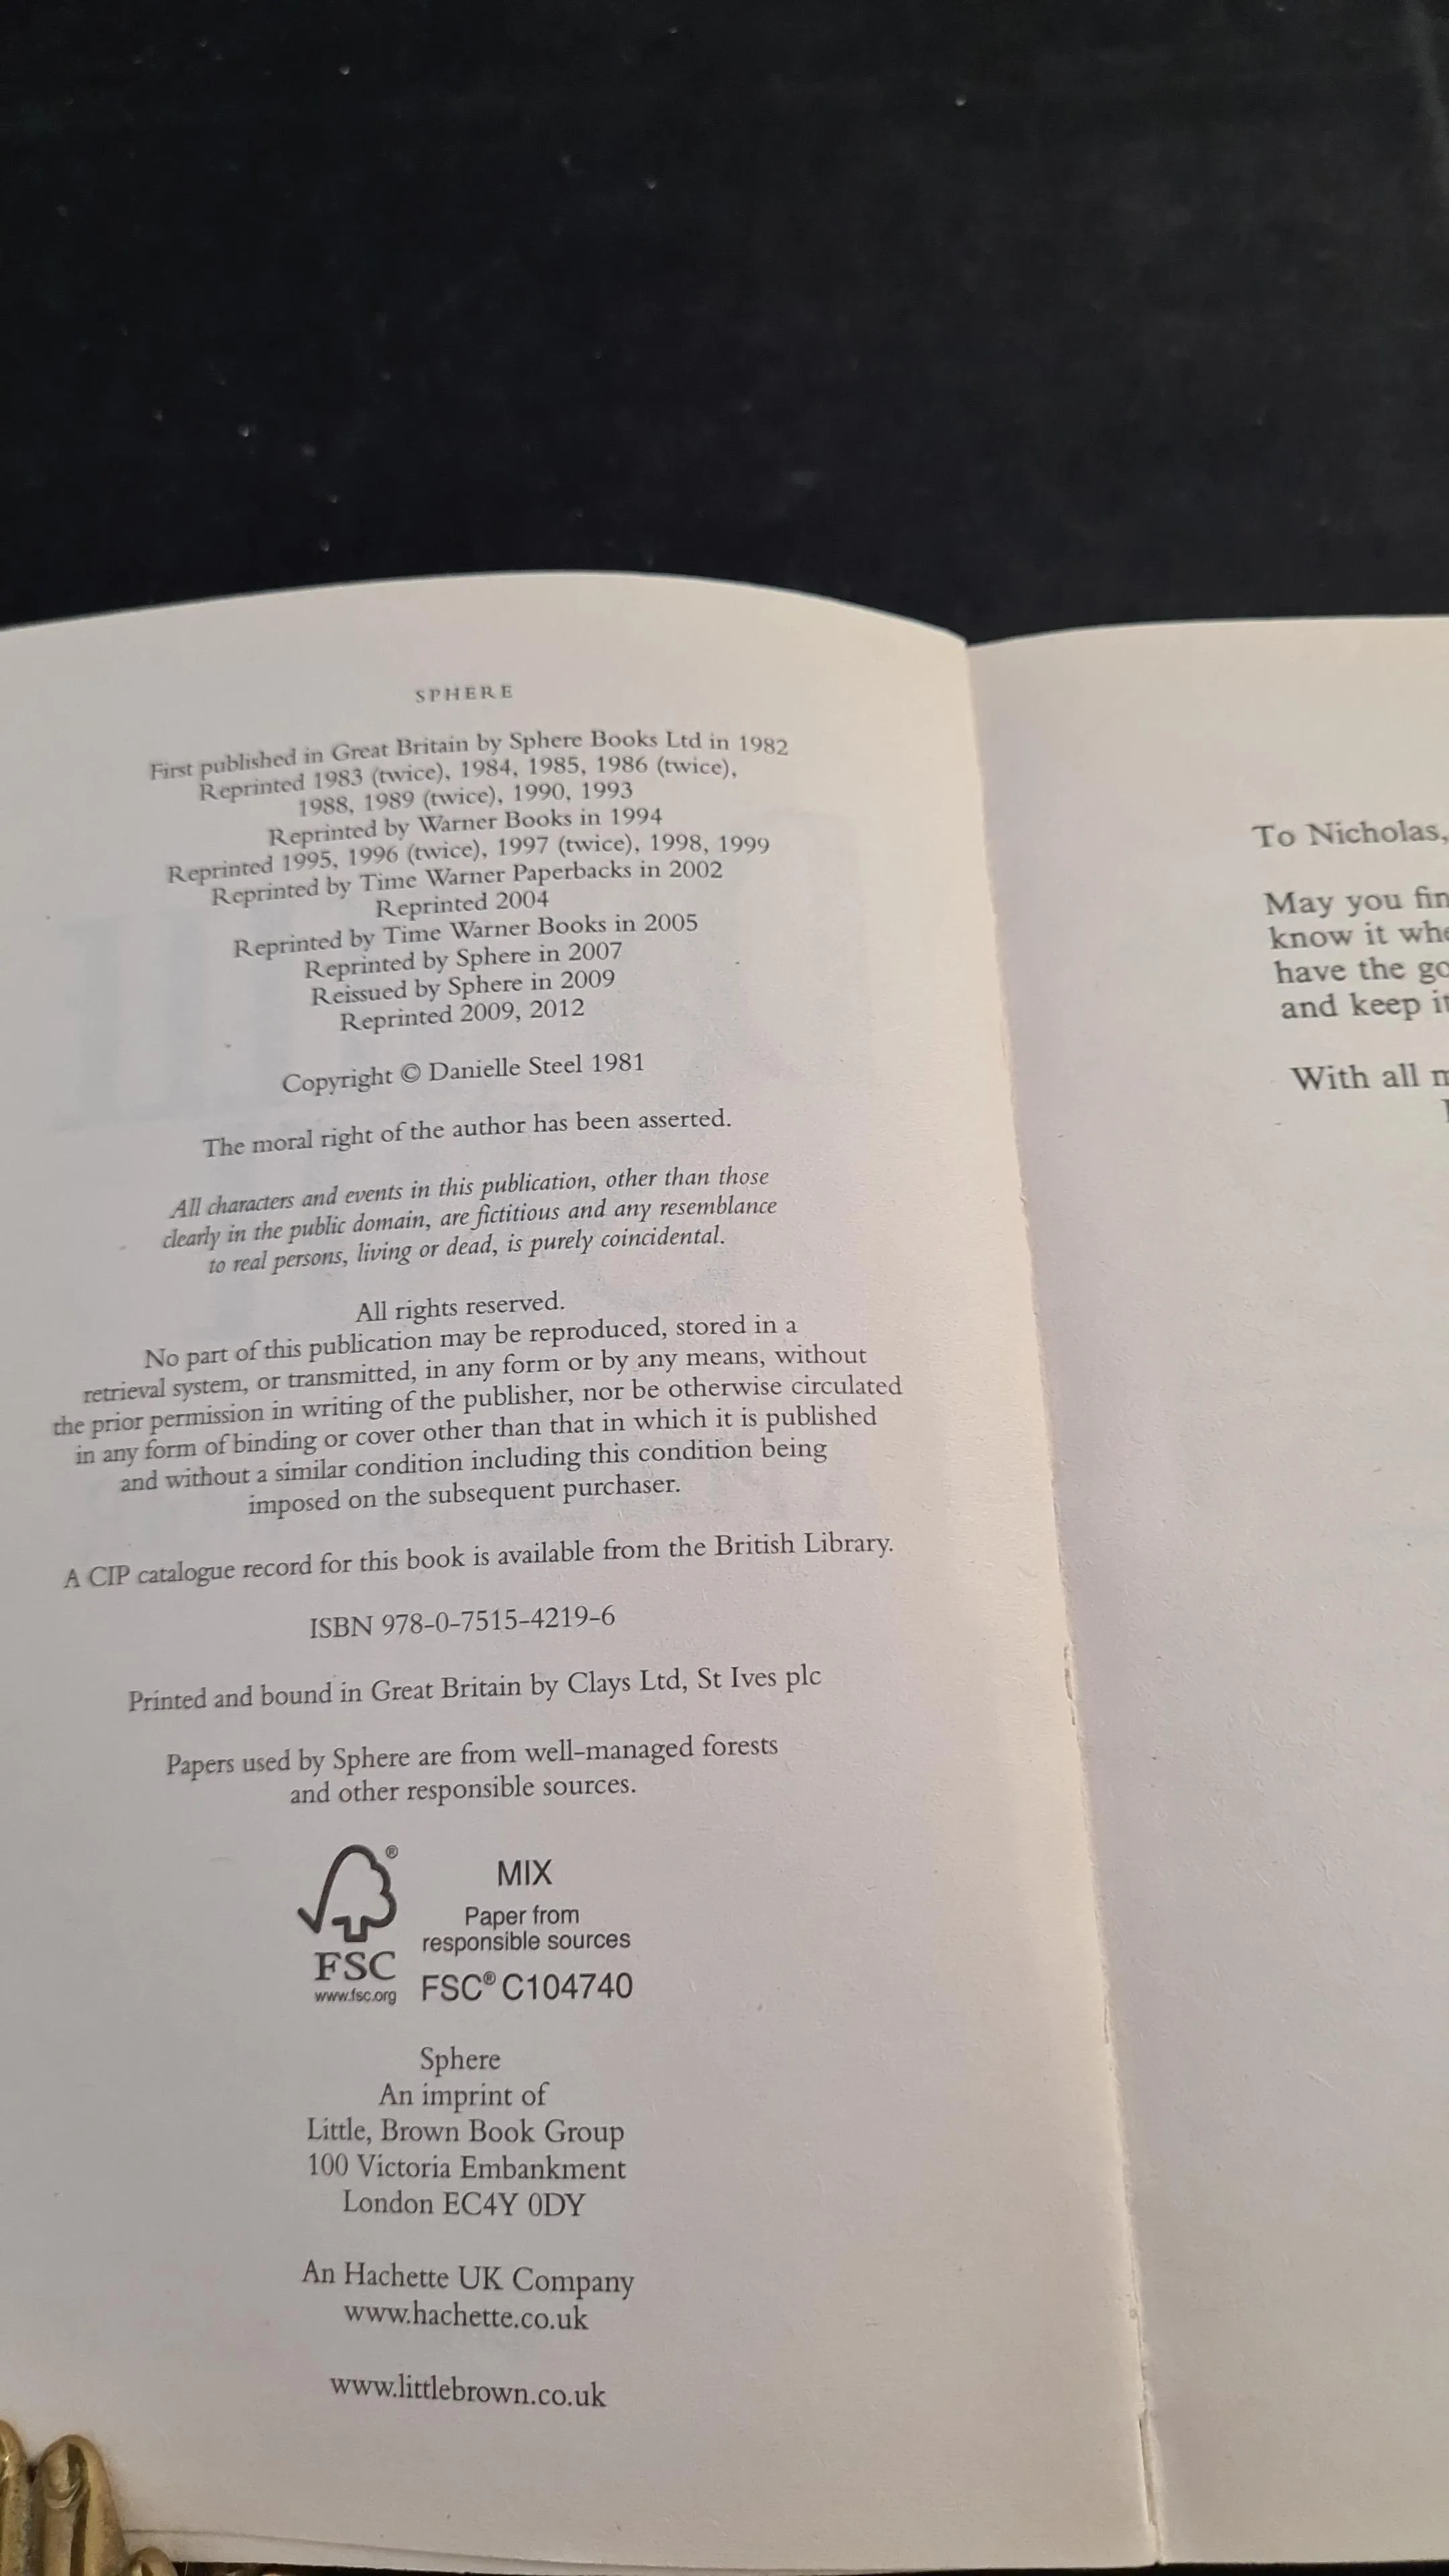 SPHERE
First published in Great Britain by Sphere Books Ltd in 1982
Reprinted 1983 (twice), 1984, 1985, 1986 (twice),
1988, 1989 (twice), 1990, 1993
Reprinted by Warner Books in 1994
Reprinted 1995, 1996 (twice), 1997 (twice), 1998, 1999
Reprinted by Time Warner Paperbacks in 2002
Reprinted 2004
Reprinted by Time Warner Books in 2005
Reprinted by Sphere in 2007
Reissued by Sphere in 2009
Reprinted 2009, 2012
Copyright © Danielle Steel 1981
The moral right of the author has been asserted.
All characters and events in this publication, other than those
clearly in the public domain, are fictitious and any resemblance
to real persons, living or dead, is purely coincidental.
All rights reserved.
No part of this publication may be reproduced, stored in a
retrieval system, or transmitted, in any form or by any means, without
the prior permission in writing of the publisher, nor be otherwise circulated
in any form of binding or cover other than that in which it is published
and without a similar condition including this condition being
imposed on the subsequent purchaser.
A CIP catalogue record for this book is available from the British Library.
ISBN 978-0-7515-4219-6
Printed and bound in Great Britain by Clays Ltd, St Ives plc
Papers used by Sphere are from well-managed forests
and other responsible sources.
®
FSC
www.fsc.org
MIX
Paper from
responsible sources
FSC® C104740
Sphere
An imprint of
Little, Brown Book Group
100 Victoria Embankment
London EC4Y 0DY
An Hachette UK Company
www.hachette.co.uk
www.littlebrown.co.uk
To Nicholas,
May you
know it
have the
and keep
With all